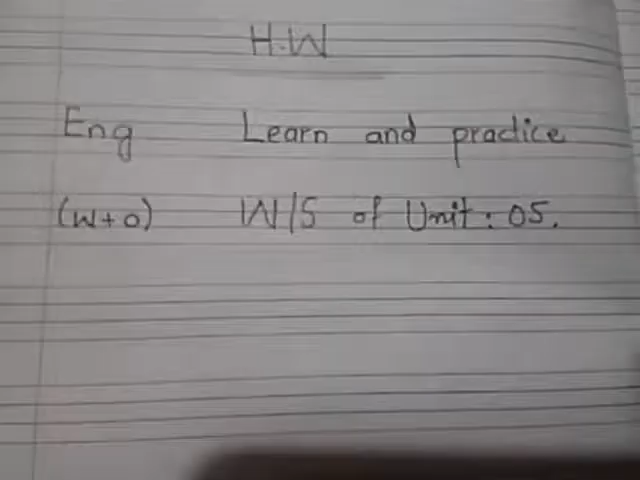 H.W
Eng Learn and practice
(W+O) W/S of Unit: 05.